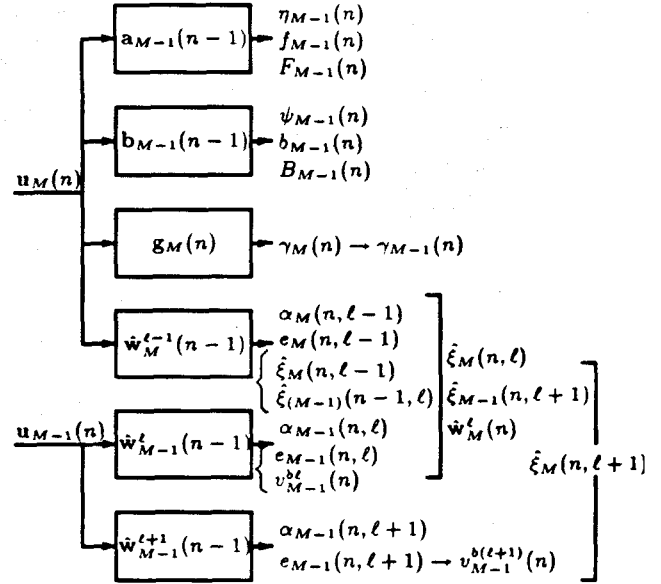 a_{M−1}(n − 1)
η_{M−1}(n)
f_{M−1}(n)
F_{M−1}(n)
b_{M−1}(n − 1)
ψ_{M−1}(n)
b_{M−1}(n)
B_{M−1}(n)
u_M(n)
g_M(n)
γ_M(n) → γ_{M−1}(n)
ŵ_M^{ℓ−1}(n − 1)
α_M(n, ℓ − 1)
e_M(n, ℓ − 1)
ξ̂_M(n, ℓ − 1)
ξ̂_{(M−1)}(n − 1, ℓ)
ξ̂_M(n, ℓ)
ξ̂_{M−1}(n, ℓ + 1)
ŵ_M^ℓ(n)
u_{M−1}(n)
ŵ_{M−1}^ℓ(n − 1)
α_{M−1}(n, ℓ)
e_{M−1}(n, ℓ)
v_{M−1}^{bℓ}(n)
ξ̂_M(n, ℓ + 1)
ŵ_{M−1}^{ℓ+1}(n − 1)
α_{M−1}(n, ℓ + 1)
e_{M−1}(n, ℓ + 1) → v_{M−1}^{b(ℓ+1)}(n)